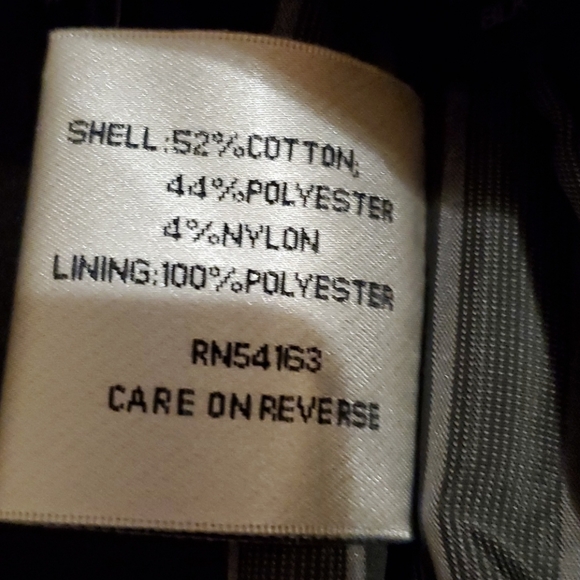 SHELL:52%COTTON;
44%POLYESTER
4%NYLON
LINING:100%POLYESTER
RN54163
CARE ON REVERSE